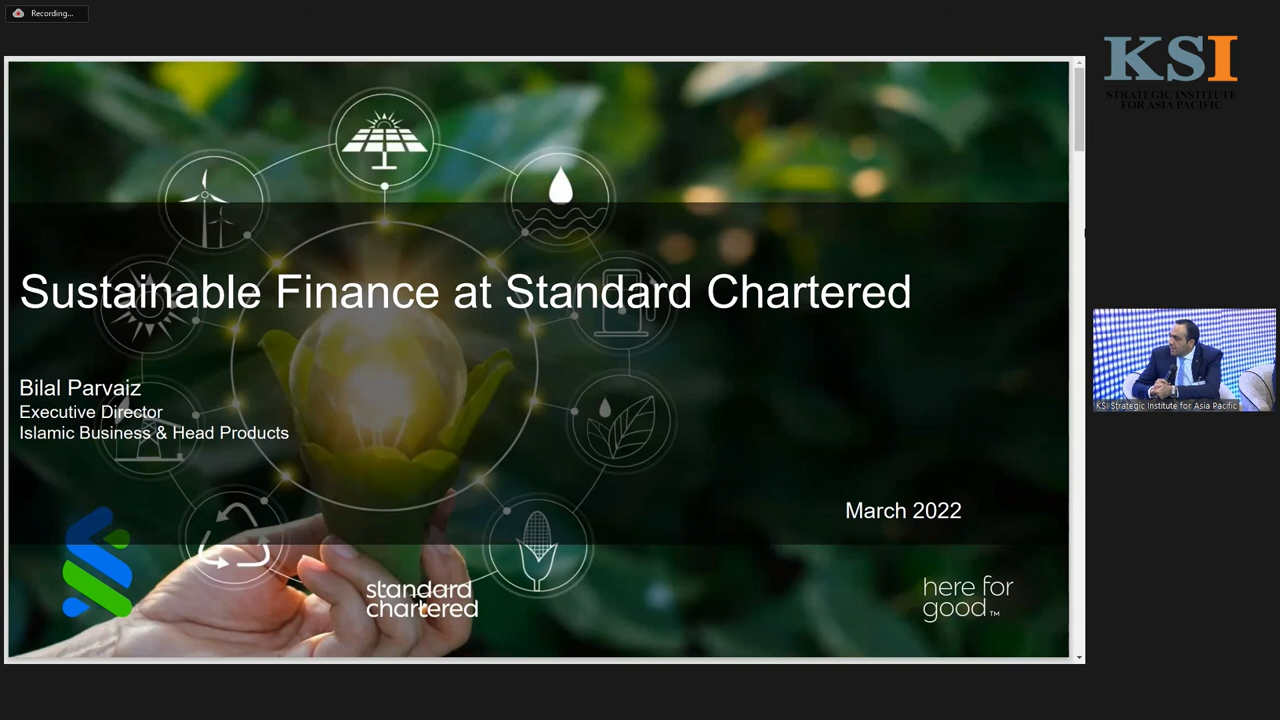 Recording...
KSI
STRATEGIC INSTITUTE
FOR ASIA PACIFIC
Sustainable Finance at Standard Chartered
Bilal Parvaiz
Executive Director
Islamic Business & Head Products
March 2022
standard
chartered
here for
good™
KSI Strategic Institute for Asia Pacific